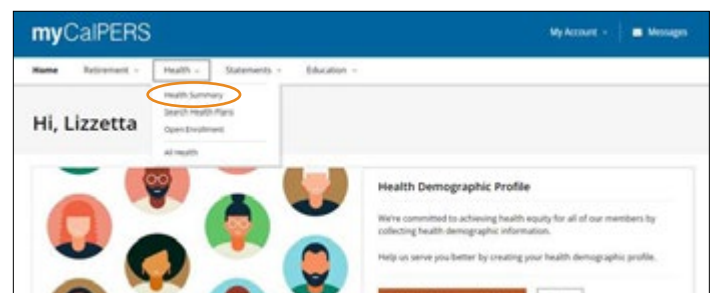 myCalPERS
My Account
Messages
Home Retirement Health Statements Education
Health Summary
Search Health Plans
Open Enrollment
All Health
Hi, Lizzetta
Health Demographic Profile
We're committed to achieving health equity for all of our members by
collecting health demographic information.
Help us serve you better by creating your health demographic profile.